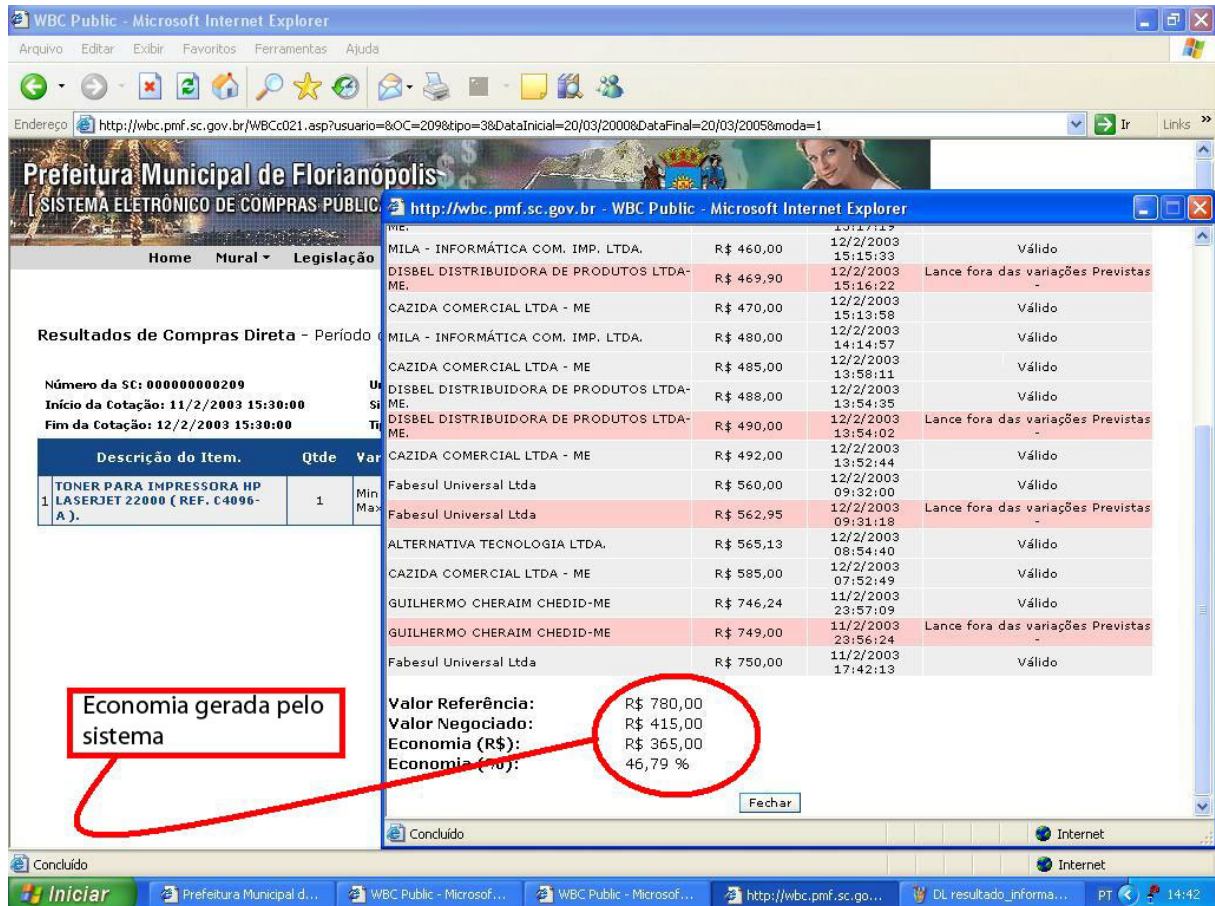 WBC Public - Microsoft Internet Explorer
Arquivo Editar Exibir Favoritos Ferramentas Ajuda
Endereço http://wbc.pmf.sc.gov.br/WBCc021.asp?usuario=&OC=209&tipo=3&DataInicial=20/03/2000&DataFinal=20/03/2005&moda=1 Ir Links »
Prefeitura Municipal de Florianópolis
[ SISTEMA ELETRÔNICO DE COMPRAS PÚBLIC
Home Mural Legislação
Resultados de Compras Direta - Período
Número da SC: 000000000209
Início da Cotação: 11/2/2003 15:30:00
Fim da Cotação: 12/2/2003 15:30:00
Descrição do Item. Qtde Var
1 TONER PARA IMPRESSORA HP
LASERJET 22000 ( REF. C4096-
A ).
1
Min
Max
Economia gerada pelo
sistema
http://wbc.pmf.sc.gov.br - WBC Public - Microsoft Internet Explorer
ME. 15:17:19
MILA - INFORMÁTICA COM. IMP. LTDA. R$ 460,00 12/2/2003 15:15:33 Válido
DISBEL DISTRIBUIDORA DE PRODUTOS LTDA-
ME. R$ 469,90 12/2/2003 15:16:22 Lance fora das variações Previstas -
CAZIDA COMERCIAL LTDA - ME R$ 470,00 12/2/2003 15:13:58 Válido
MILA - INFORMÁTICA COM. IMP. LTDA. R$ 480,00 12/2/2003 14:14:57 Válido
CAZIDA COMERCIAL LTDA - ME R$ 485,00 12/2/2003 13:58:11 Válido
DISBEL DISTRIBUIDORA DE PRODUTOS LTDA-
ME. R$ 488,00 12/2/2003 13:54:35 Válido
DISBEL DISTRIBUIDORA DE PRODUTOS LTDA-
ME. R$ 490,00 12/2/2003 13:54:02 Lance fora das variações Previstas -
CAZIDA COMERCIAL LTDA - ME R$ 492,00 12/2/2003 13:52:44 Válido
Fabesul Universal Ltda R$ 560,00 12/2/2003 09:32:00 Válido
Fabesul Universal Ltda R$ 562,95 12/2/2003 09:31:18 Lance fora das variações Previstas -
ALTERNATIVA TECNOLOGIA LTDA. R$ 565,13 12/2/2003 08:54:40 Válido
CAZIDA COMERCIAL LTDA - ME R$ 585,00 12/2/2003 07:52:49 Válido
GUILHERMO CHERAIM CHEDID-ME R$ 746,24 11/2/2003 23:57:09 Válido
GUILHERMO CHERAIM CHEDID-ME R$ 749,00 11/2/2003 23:56:24 Lance fora das variações Previstas -
Fabesul Universal Ltda R$ 750,00 11/2/2003 17:42:13 Válido
Valor Referência: R$ 780,00
Valor Negociado: R$ 415,00
Economia (R$): R$ 365,00
Economia (%): 46,79 %
Fechar
Concluído Internet
Concluído Internet
Iniciar Prefeitura Municipal d... WBC Public - Microsof... WBC Public - Microsof... http://wbc.pmf.sc.go... DL resultado_informa... PT 14:42